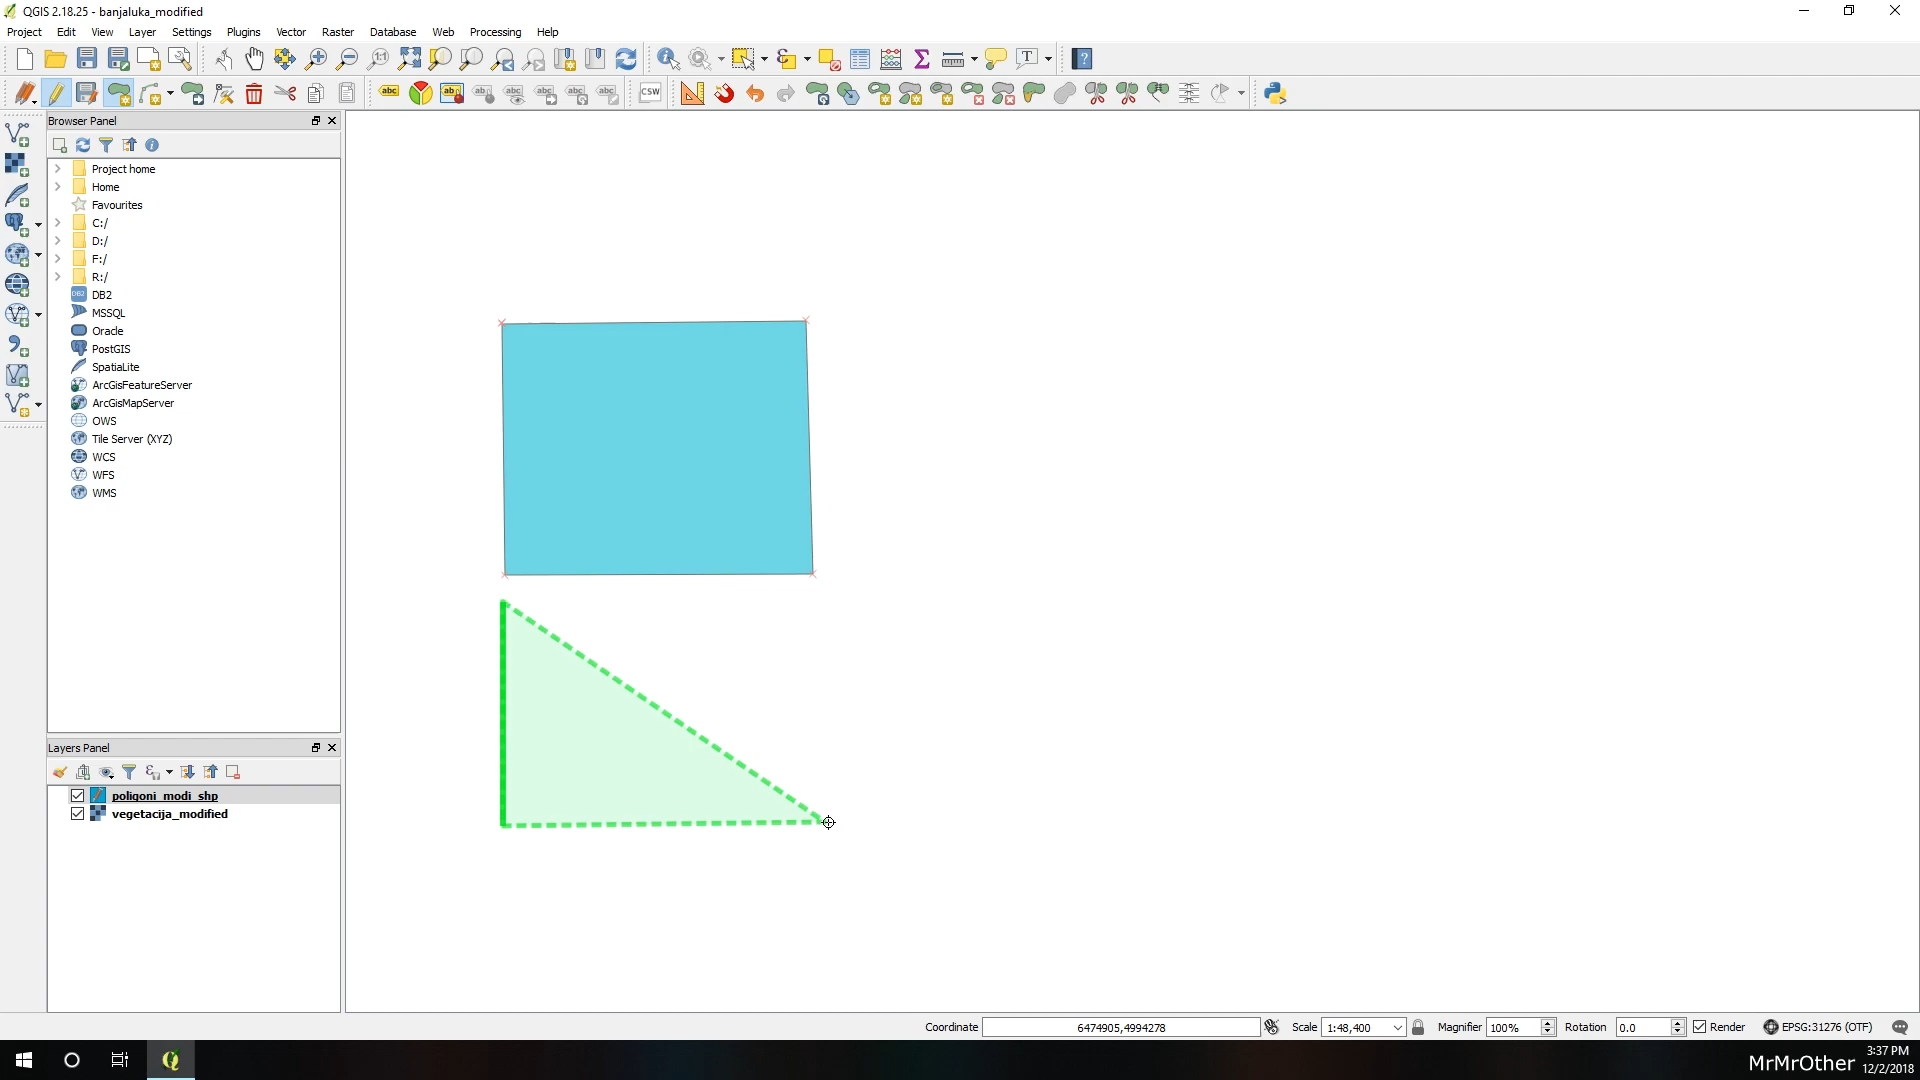 QGIS 2.18.25 - banjaluka_modified
Project Edit View Layer Settings Plugins Vector Raster Database Web Processing Help
Browser Panel
Project home
Home
Favourites
C:/
D:/
F:/
R:/
DB2
MSSQL
Oracle
PostGIS
SpatiaLite
ArcGisFeatureServer
ArcGisMapServer
OWS
Tile Server (XYZ)
WCS
WFS
WMS
Layers Panel
poligoni_modi_shp
vegetacija_modified
Coordinate 6474905,4994278 Scale 1:48,400 Magnifier 100% Rotation 0.0 Render EPSG:31276 (OTF)
MrMrOther
3:37 PM
12/2/2018